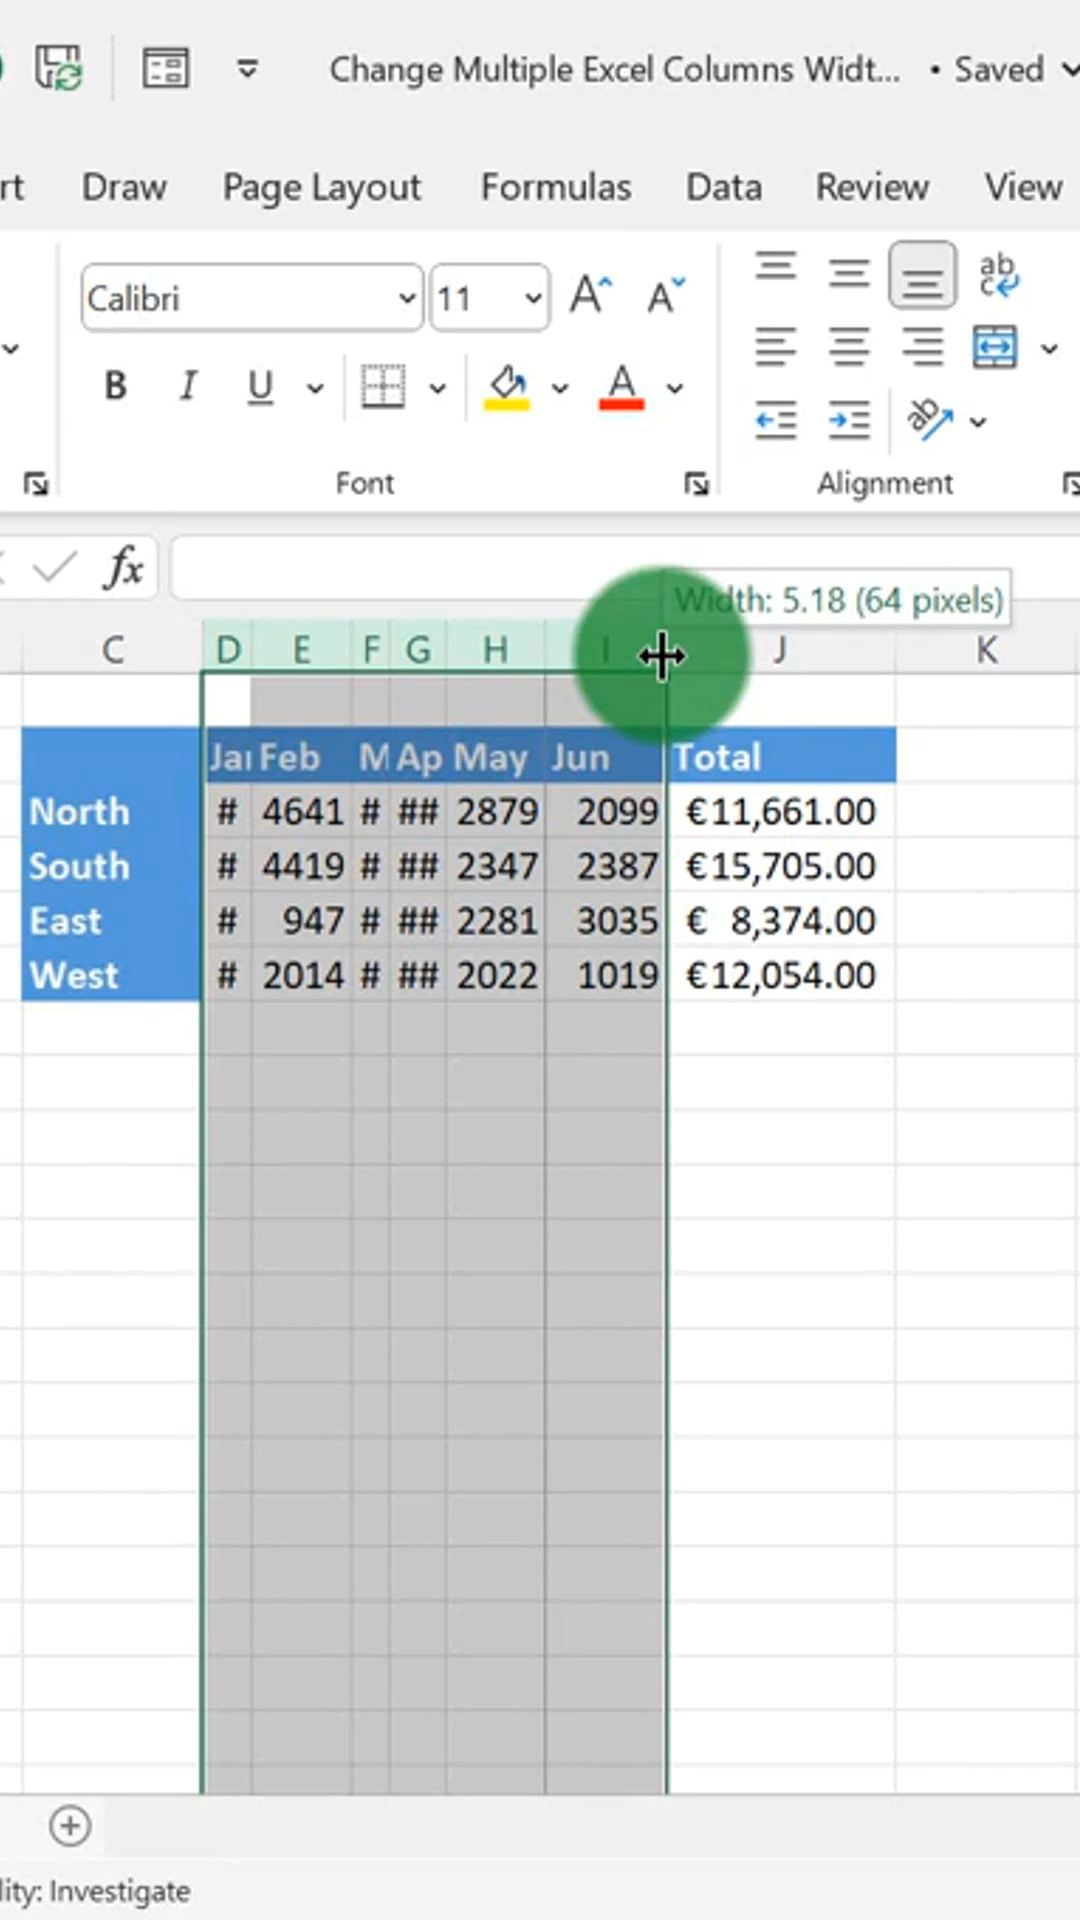 Change Multiple Excel Columns Widt... • Saved
rt Draw Page Layout Formulas Data Review View
Calibri 11 A A ab c
B I U A ab
Font Alignment
fx
Width: 5.18 (64 pixels)
C D E F G H I J K
Jar Feb M Ap May Jun Total
North # 4641 # ## 2879 2099 €11,661.00
South # 4419 # ## 2347 2387 €15,705.00
East # 947 # ## 2281 3035 € 8,374.00
West # 2014 # ## 2022 1019 €12,054.00
lity: Investigate